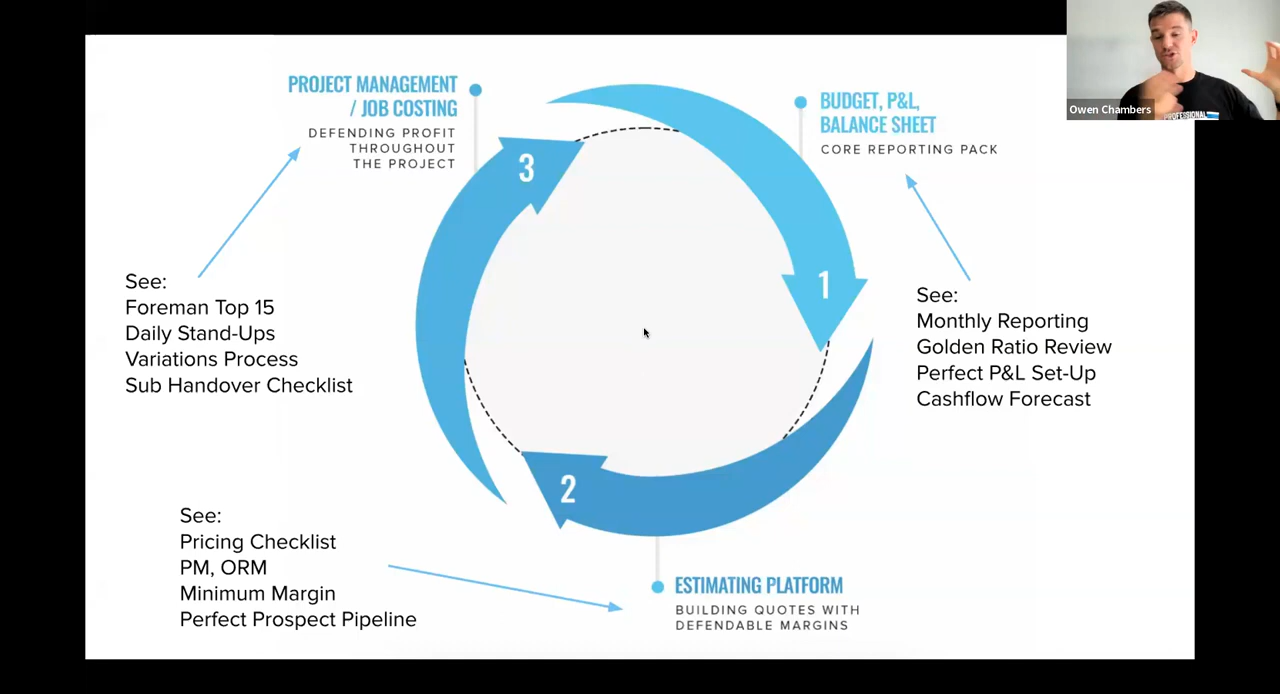 PROJECT MANAGEMENT
/ JOB COSTING
DEFENDING PROFIT
THROUGHOUT
THE PROJECT
3
BUDGET, P&L,
BALANCE SHEET
CORE REPORTING PACK
1
Owen Chambers
PROFESSIONAL
See:
Foreman Top 15
Daily Stand-Ups
Variations Process
Sub Handover Checklist
See:
Monthly Reporting
Golden Ratio Review
Perfect P&L Set-Up
Cashflow Forecast
2
See:
Pricing Checklist
PM, ORM
Minimum Margin
Perfect Prospect Pipeline
ESTIMATING PLATFORM
BUILDING QUOTES WITH
DEFENDABLE MARGINS